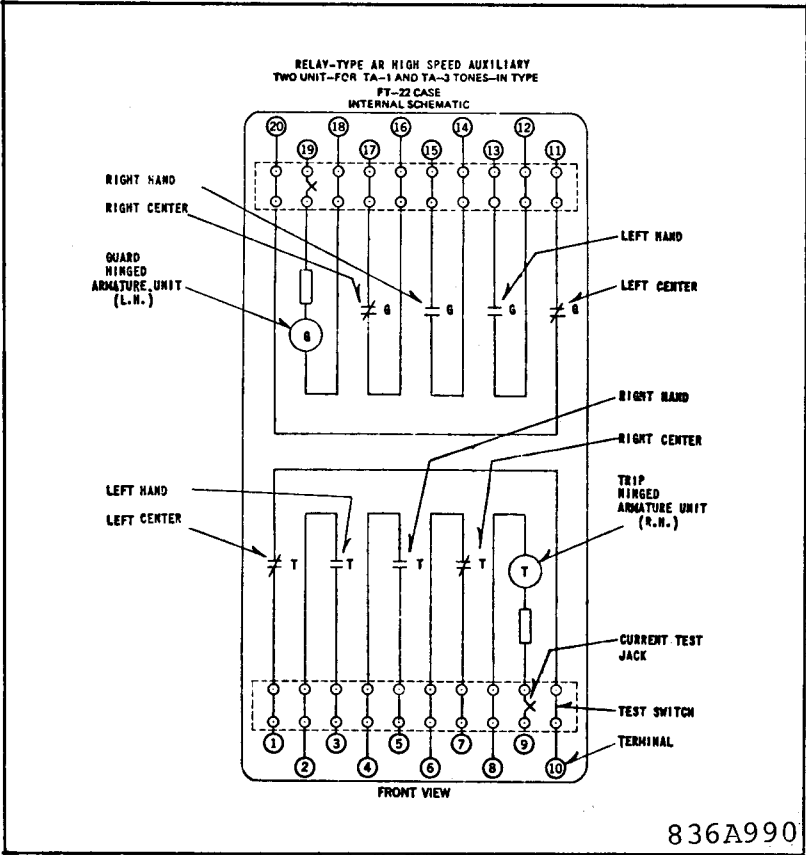 RELAY-TYPE AR HIGH SPEED AUXILIARY
TWO UNIT-FOR TA-1 AND TA-3 TONES-IN TYPE
FT-22 CASE
INTERNAL SCHEMATIC
20 18 16 14 12
19 17 15 13 11
RIGHT HAND
RIGHT CENTER
GUARD
HINGED
ARMATURE UNIT
(L.H.)
LEFT HAND
LEFT CENTER
G G G G
G
RIGHT HAND
RIGHT CENTER
TRIP
HINGED
ARMATURE UNIT
(R.H.)
LEFT HAND
LEFT CENTER
T T T T T
CURRENT TEST
JACK
TEST SWITCH
TERMINAL
1 3 5 7 9
2 4 6 8 10
FRONT VIEW
836A990